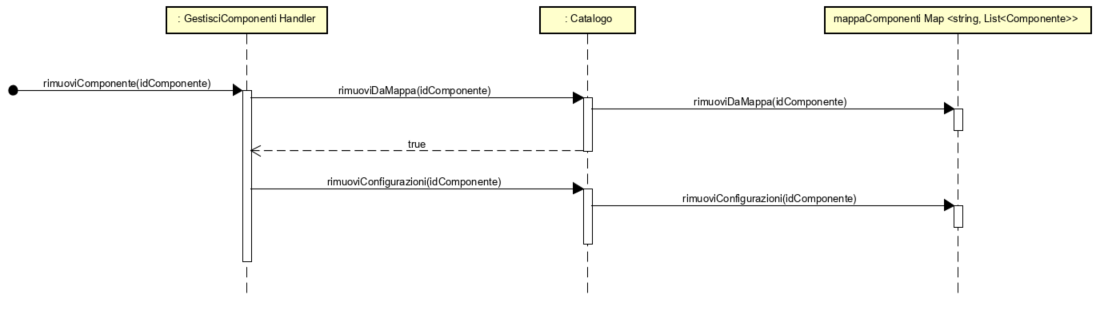 : GestisciComponenti Handler
: Catalogo
mappaComponenti Map <string, List<Componente>>
rimuoviComponente(idComponente)
rimuoviDaMappa(idComponente)
rimuoviDaMappa(idComponente)
true
rimuoviConfigurazioni(idComponente)
rimuoviConfigurazioni(idComponente)